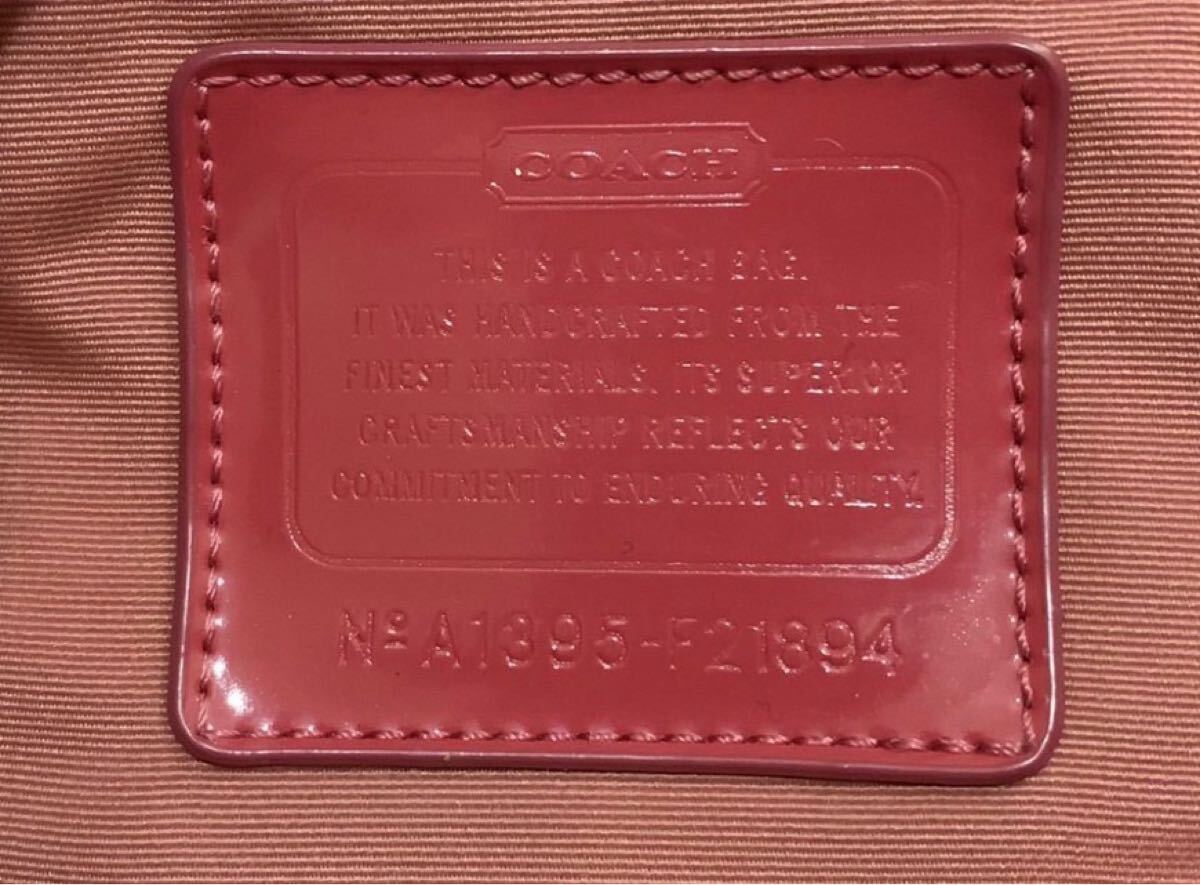 COACH
THIS IS A COACH BAG.
IT WAS HANDCRAFTED FROM THE
FINEST MATERIALS. ITS SUPERIOR
CRAFTSMANSHIP REFLECTS OUR
COMMITMENT TO ENDURING QUALITY.
Nº A1395-F21894